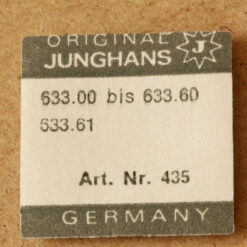 ORIGINAL
JUNGHANS J
633.00 bis 633.60
633.61
Art. Nr. 435
GERMANY